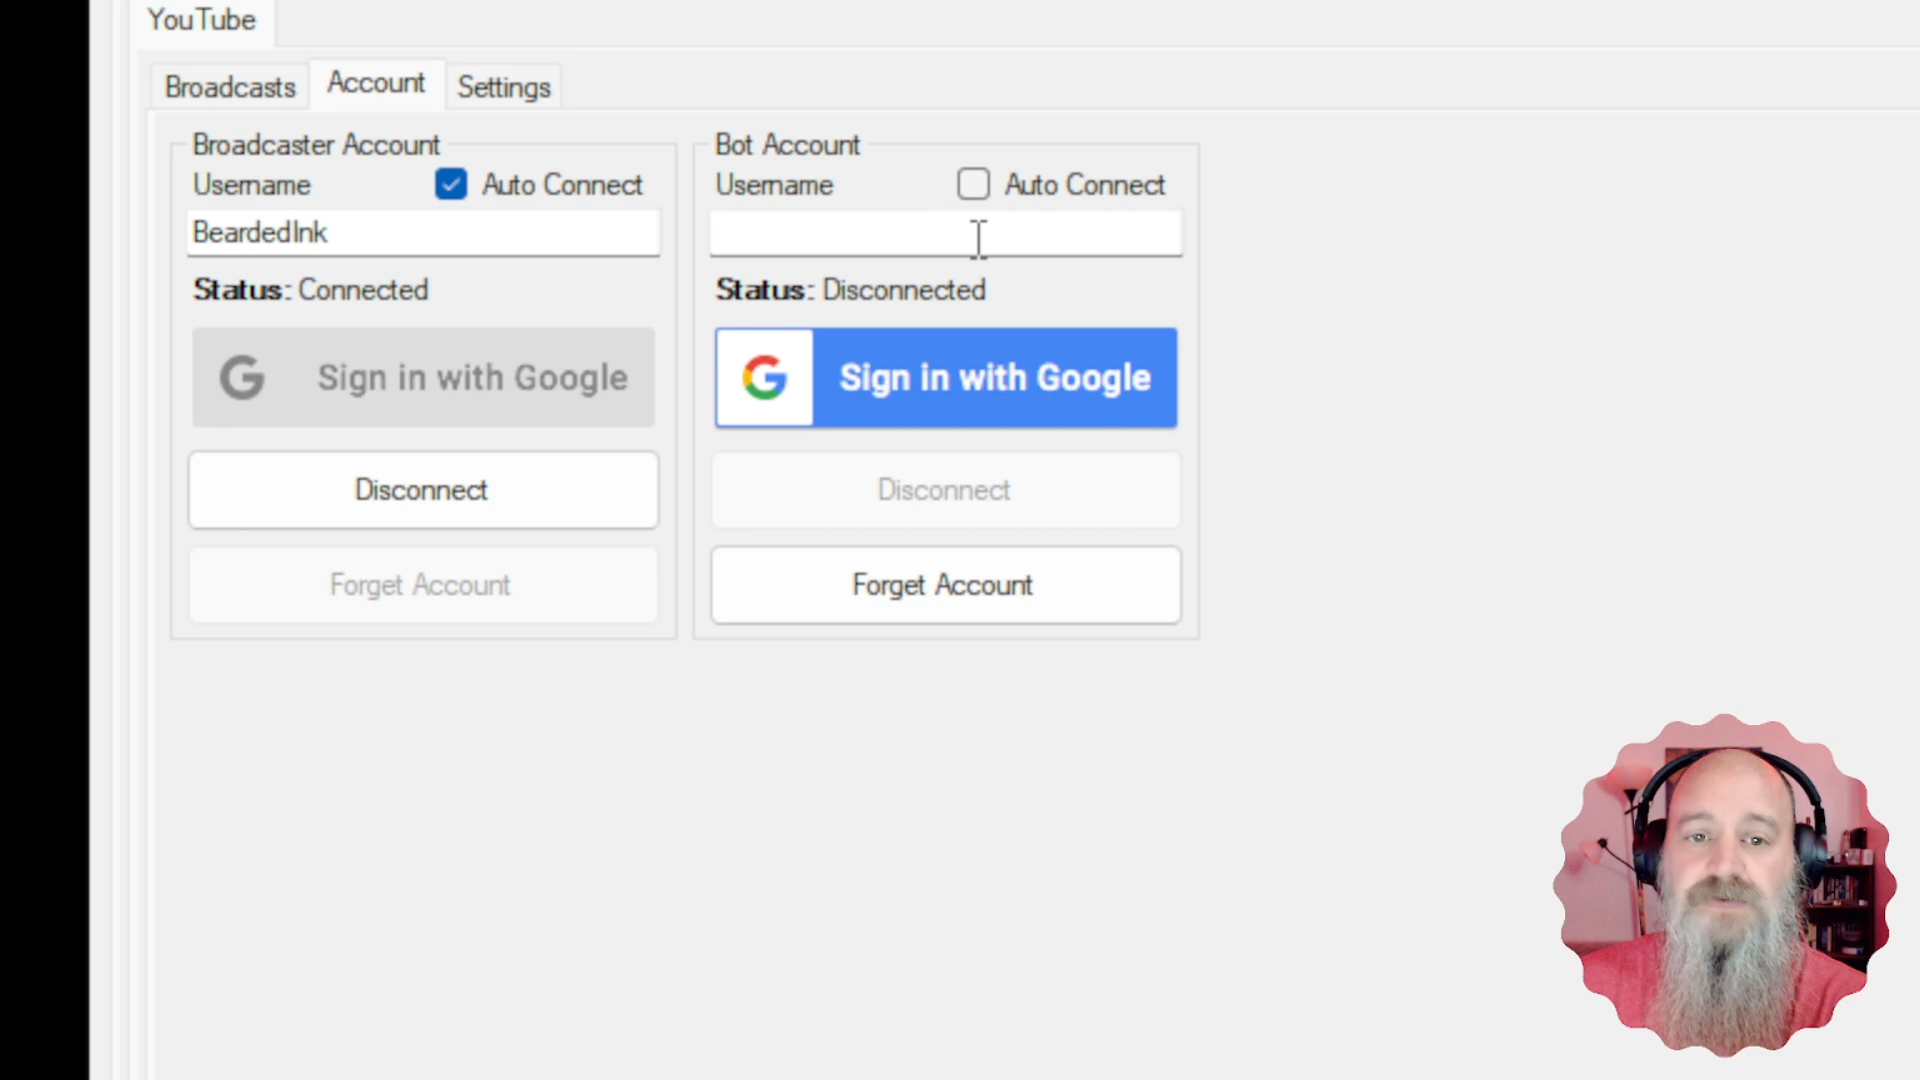 YouTube
Broadcasts Account Settings
Broadcaster Account
Username Auto Connect
BeardedInk
Status: Connected
Sign in with Google
Disconnect
Forget Account
Bot Account
Username Auto Connect
Status: Disconnected
Sign in with Google
Disconnect
Forget Account